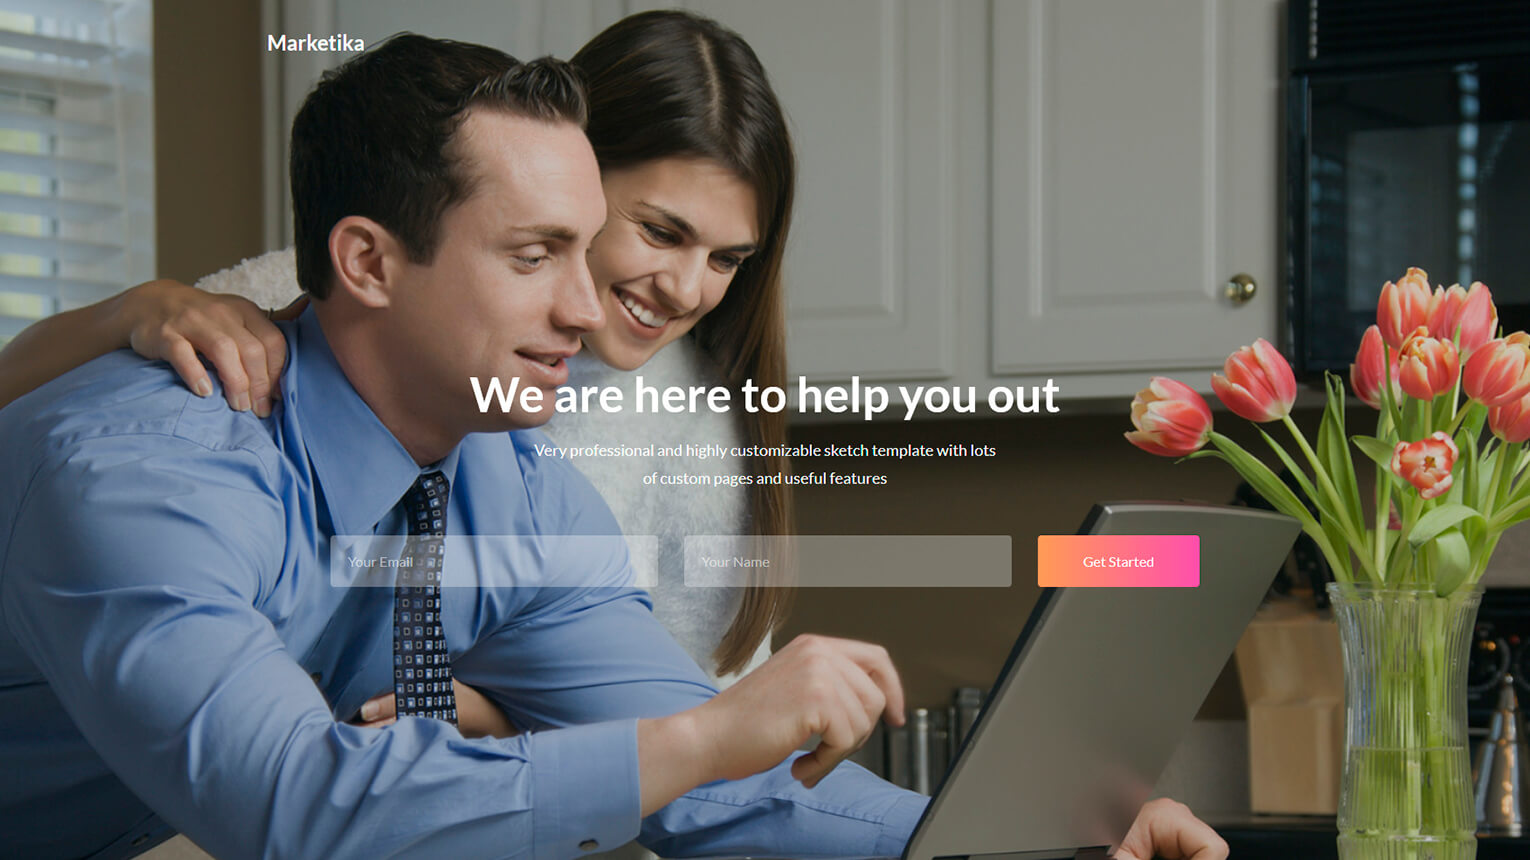 Marketika
We are here to help you out
Very professional and highly customizable sketch template with lots
of custom pages and useful features
Your Email
Your Name
Get Started